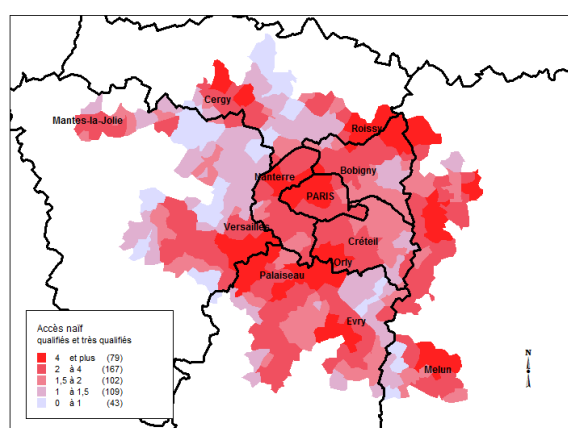 Cergy
Mantes-la-Jolie
Roissy
Nanterre
Bobigny
PARIS
Versailles
Créteil
Palaiseau
Orly
Evry
Melun
N
Accès naïf
qualifiés et très qualifiés
4 et plus (79)
2 à 4 (167)
1,5 à 2 (102)
1 à 1,5 (109)
0 à 1 (43)